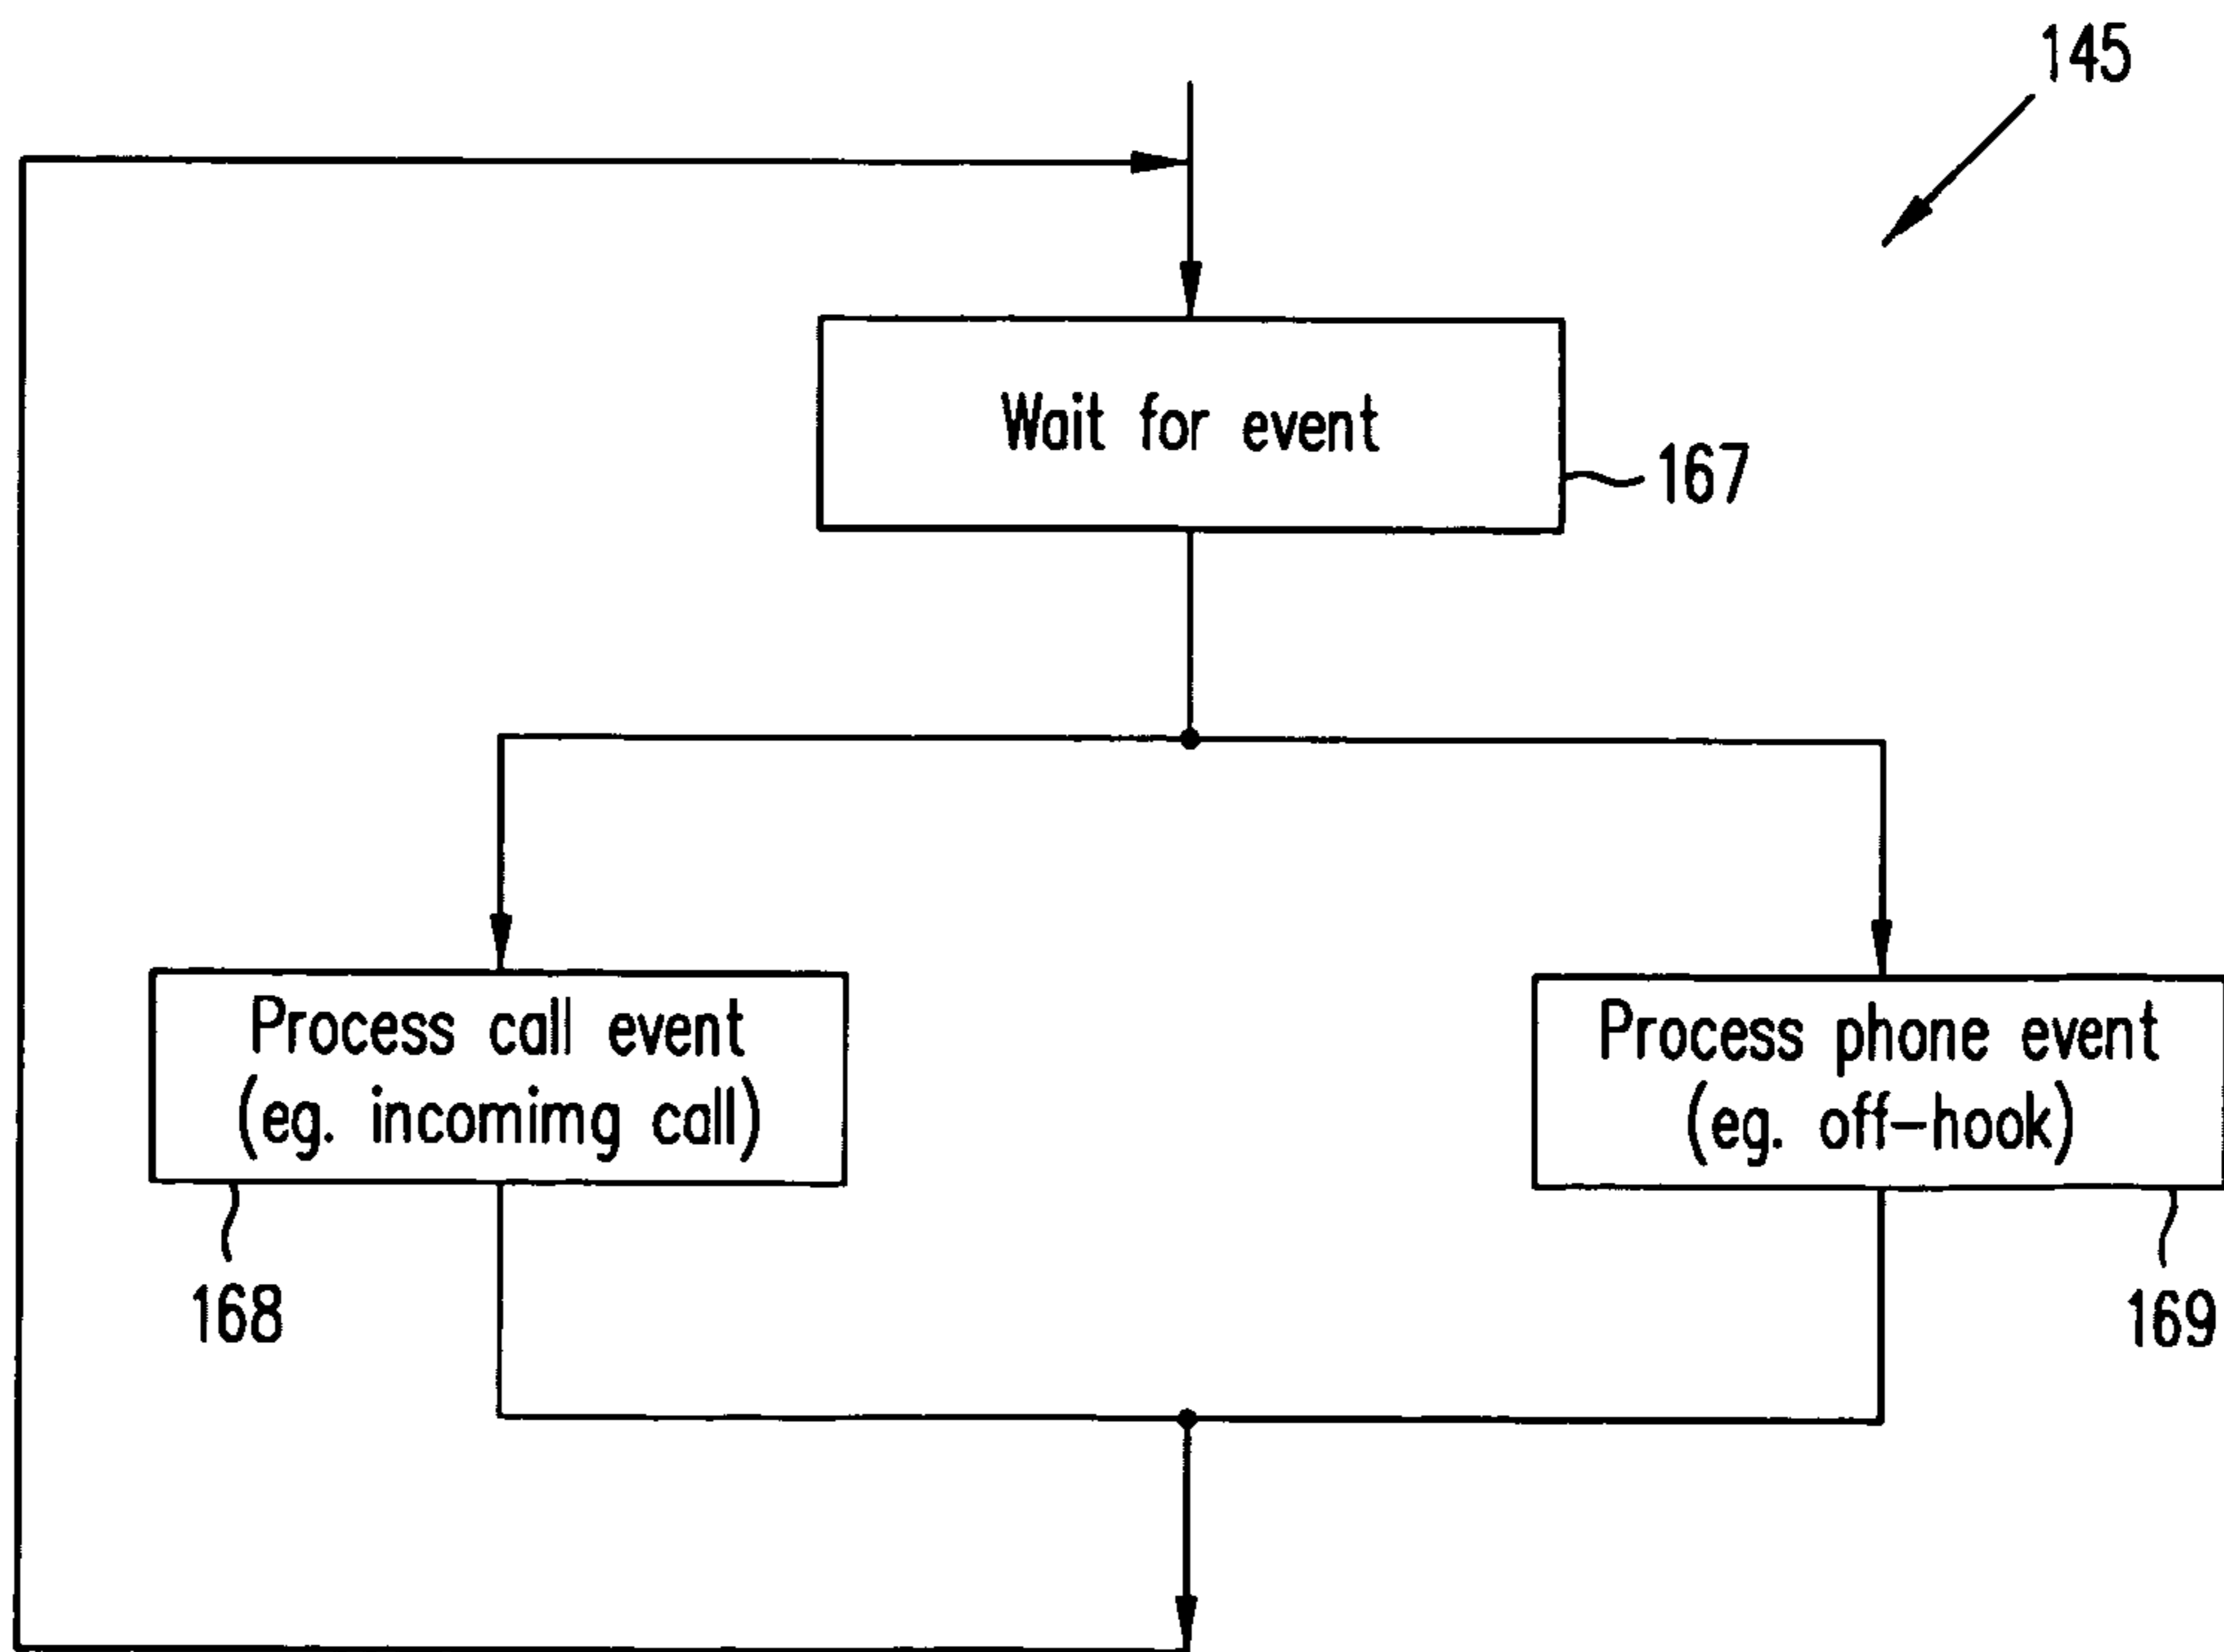 145
Wait for event
167
Process call event
(eg. incomimg call)
168
Process phone event
(eg. off-hook)
169